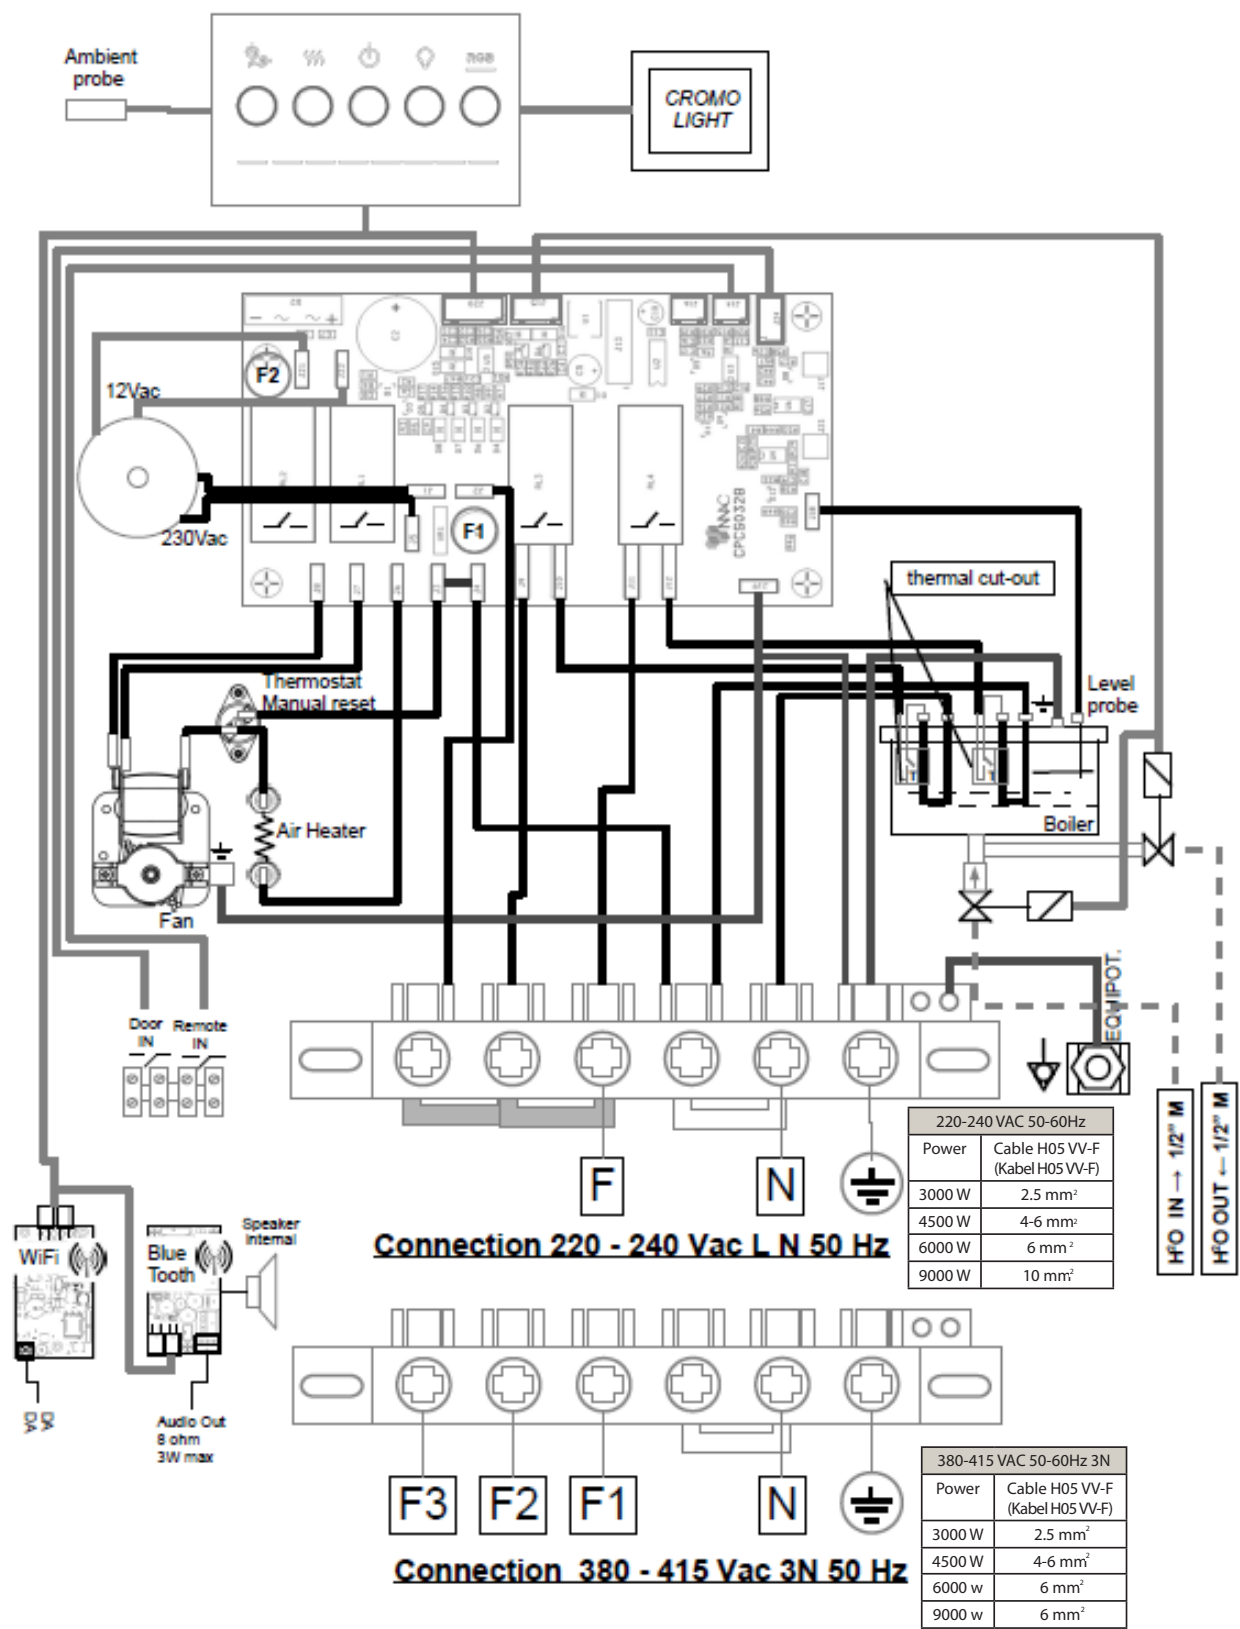 Ambient
probe
RGB
CROMO
LIGHT
F2
12Vac
230Vac
F1
CPC5032B
thermal cut-out
Thermostat
Manual reset
Level
probe
Air Heater
Boiler
Fan
Door
IN
Remote
IN
EQUIPOT.
F
N
Connection 220 - 240 Vac L N 50 Hz
220-240 VAC 50-60Hz
Power Cable H05 VV-F
(Kabel H05 VV-F)
3000 W 2.5 mm²
4500 W 4-6 mm²
6000 W 6 mm²
9000 W 10 mm²
H²O IN → 1/2" M
H²O OUT ← 1/2" M
WiFi
Blue
Tooth
Speaker
Internal
DA
DA
Audio Out
8 ohm
3W max
F3
F2
F1
N
Connection 380 - 415 Vac 3N 50 Hz
380-415 VAC 50-60Hz 3N
Power Cable H05 VV-F
(Kabel H05 VV-F)
3000 W 2.5 mm²
4500 W 4-6 mm²
6000 w 6 mm²
9000 w 6 mm²